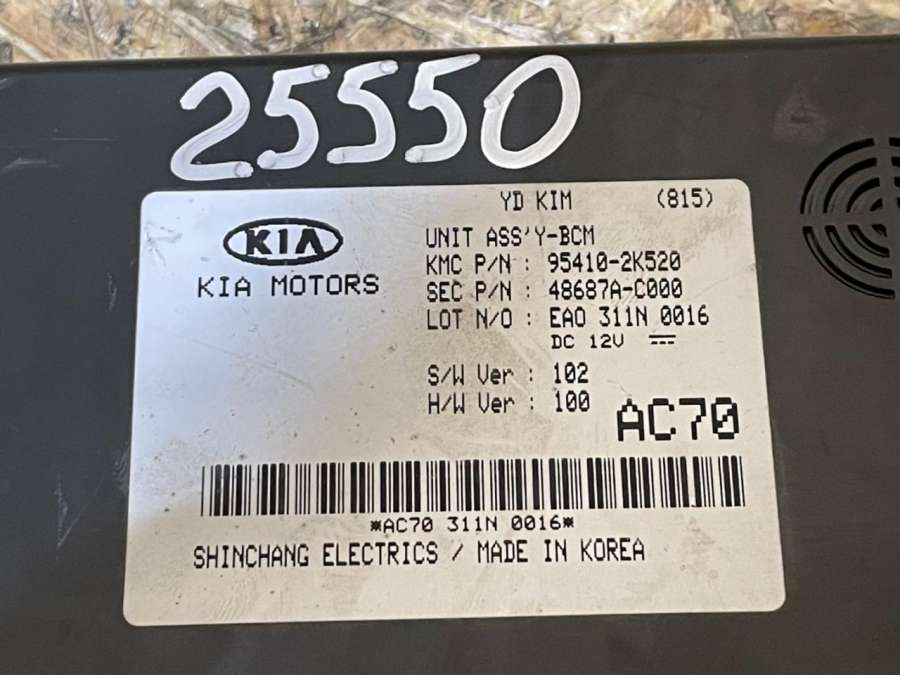 25550
YD KIM (815)
KIA
KIA MOTORS
UNIT ASS'Y-BCM
KMC P/N : 95410-2K520
SEC P/N : 48687A-C000
LOT N/O : EAO 311N 0016
DC 12V
S/W Ver : 102
H/W Ver : 100
AC70
*AC70 311N 0016*
SHINCHANG ELECTRICS / MADE IN KOREA